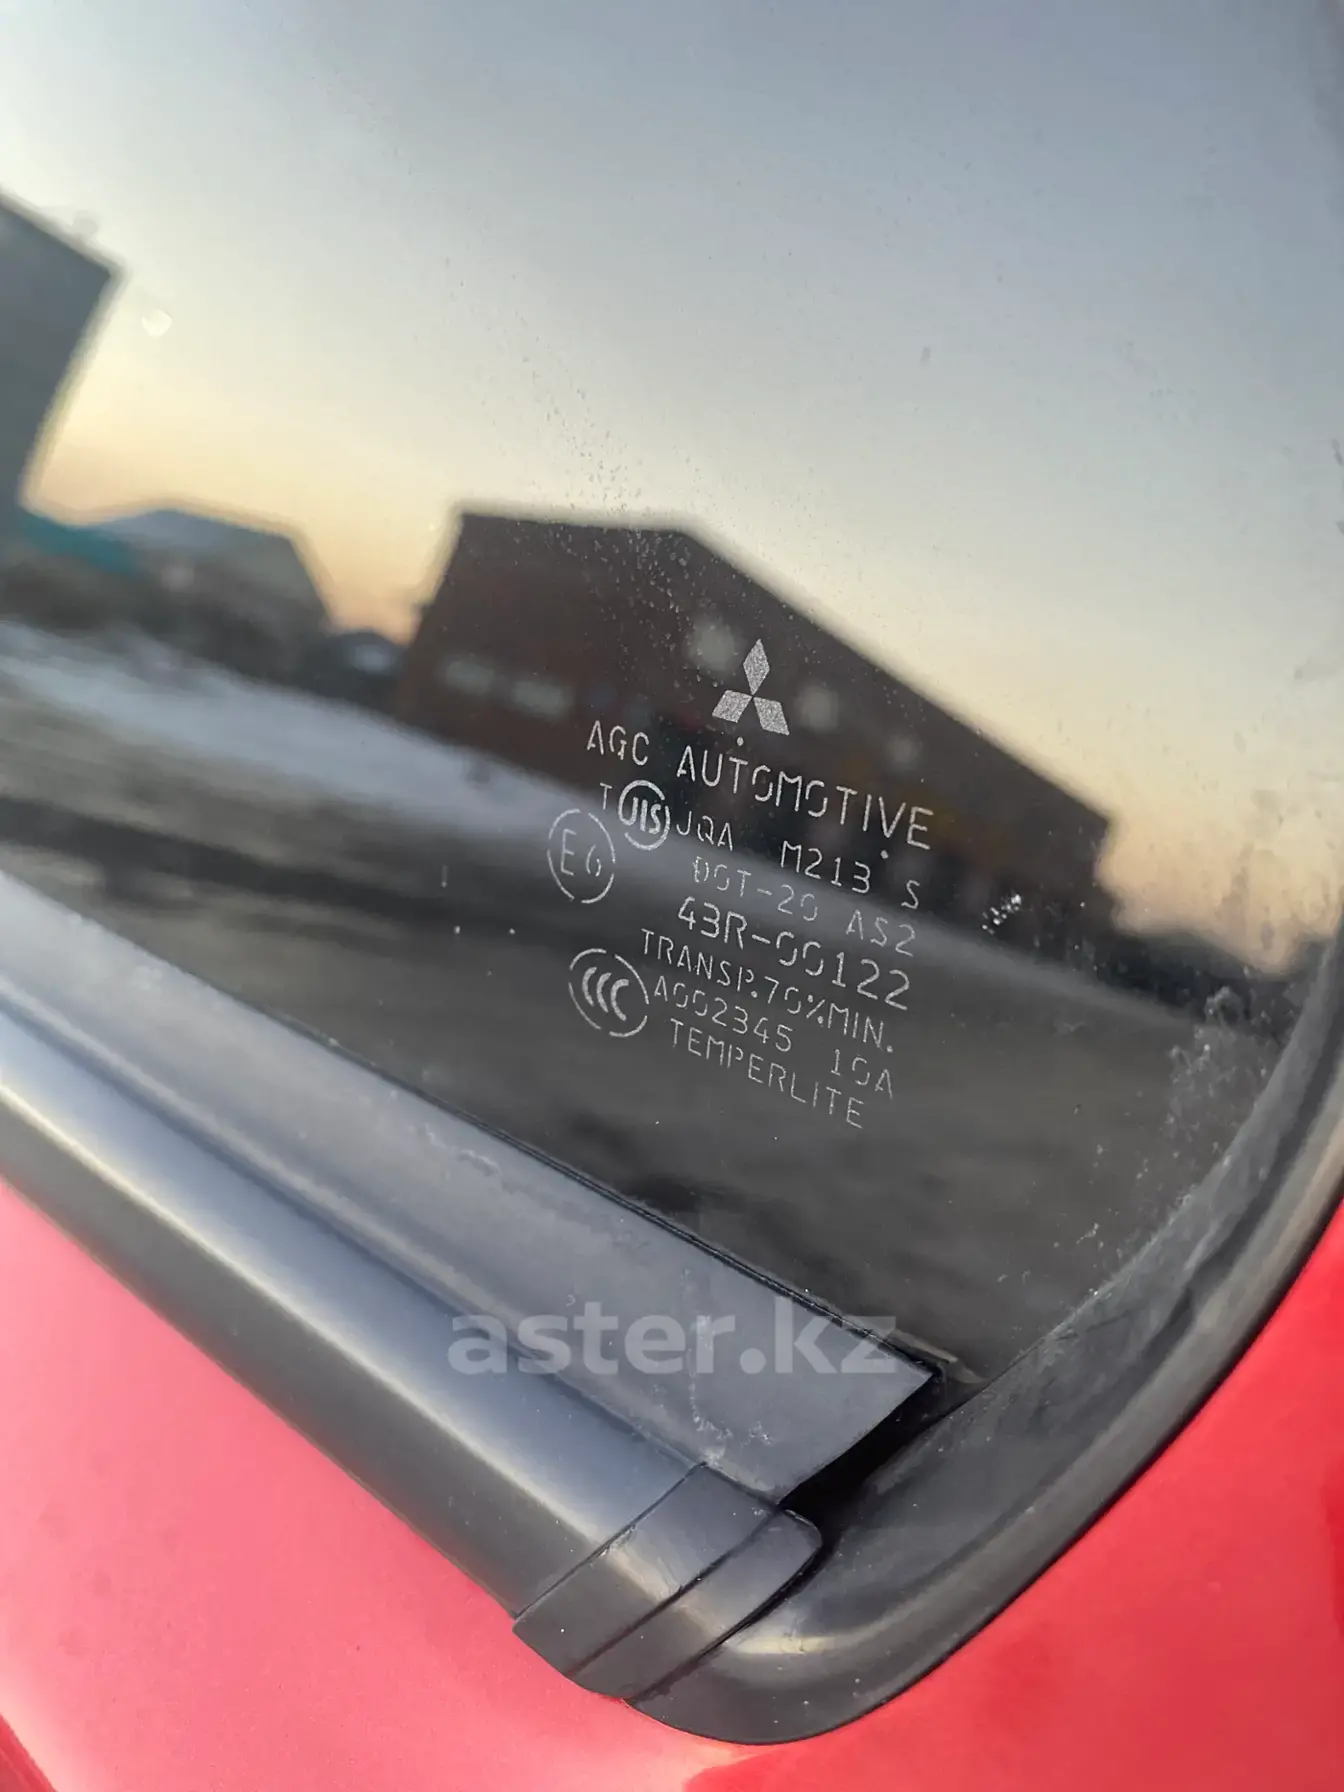 AGC AUTOMOTIVE
T JIS JQA M213 S
E6 DOT-20 AS2
43R-00122
TRANSP.70%MIN.
CCC A002345 10A
TEMPERLITE
aster.kz